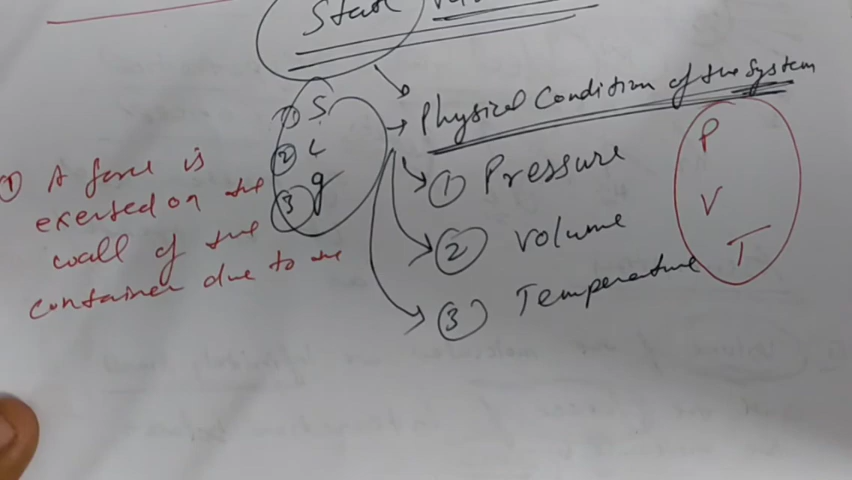 State
Physical Condition of the System
① S
② L
③ g
① Pressure
② Volume
③ Temperature
P
V
T
① A force is
exerted on the
wall of the
container due to the